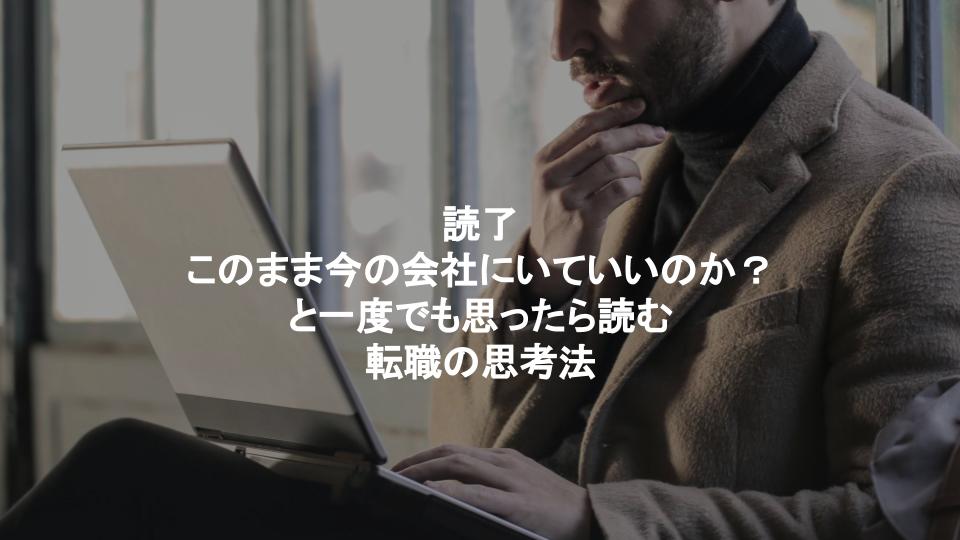 読了
このまま今の会社にいていいのか？
と一度でも思ったら読む
転職の思考法